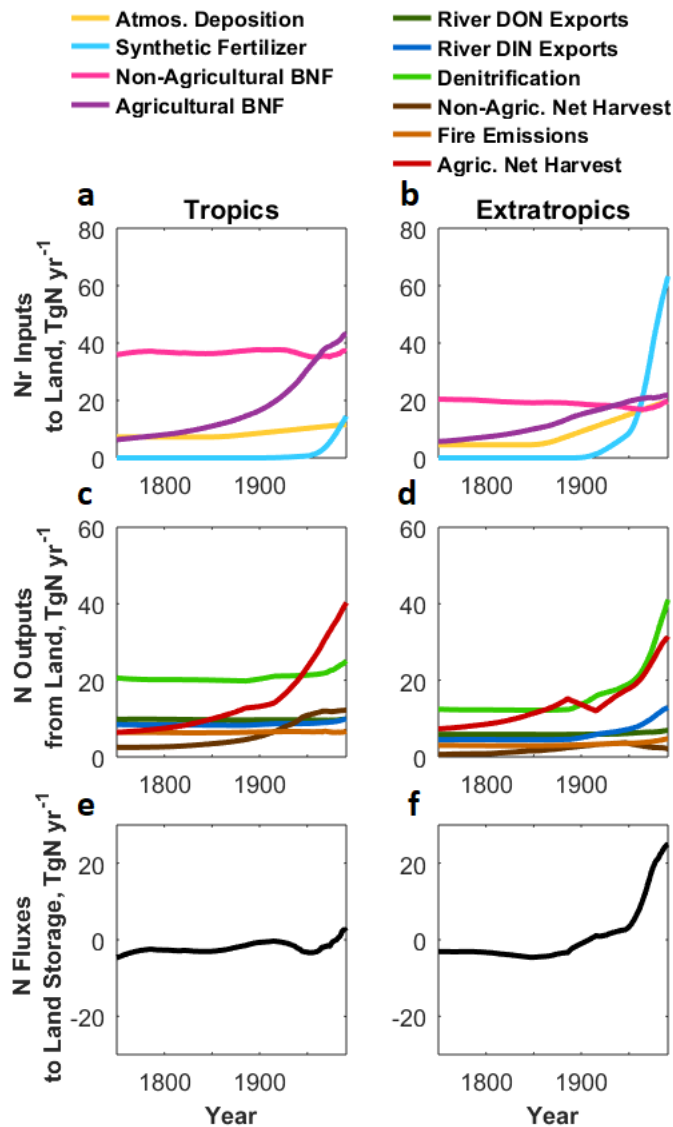 Atmos. Deposition
Synthetic Fertilizer
Non-Agricultural BNF
Agricultural BNF
River DON Exports
River DIN Exports
Denitrification
Non-Agric. Net Harvest
Fire Emissions
Agric. Net Harvest
a
Tropics
b
Extratropics
Nr Inputs
to Land, TgN yr⁻¹
80
60
40
20
0
1800
1900
80
60
40
20
0
1800
1900
c
d
N Outputs
from Land, TgN yr⁻¹
60
40
20
0
1800
1900
60
40
20
0
1800
1900
e
f
N Fluxes
to Land Storage, TgN yr⁻¹
20
0
-20
1800
1900
Year
20
0
-20
1800
1900
Year